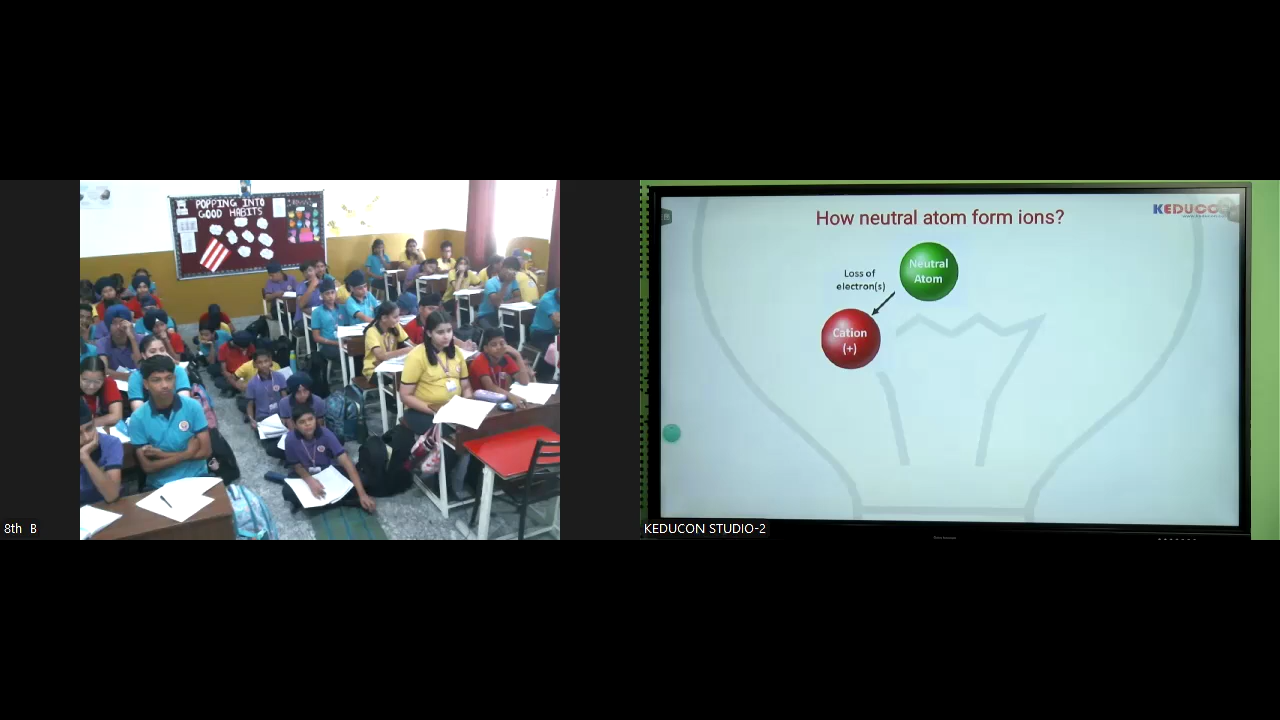 POPPING INTO
GOOD HABITS
8th B
KEDUCON
How neutral atom form ions?
Neutral
Atom
Loss of
electron(s)
Cation
(+)
KEDUCON STUDIO-2